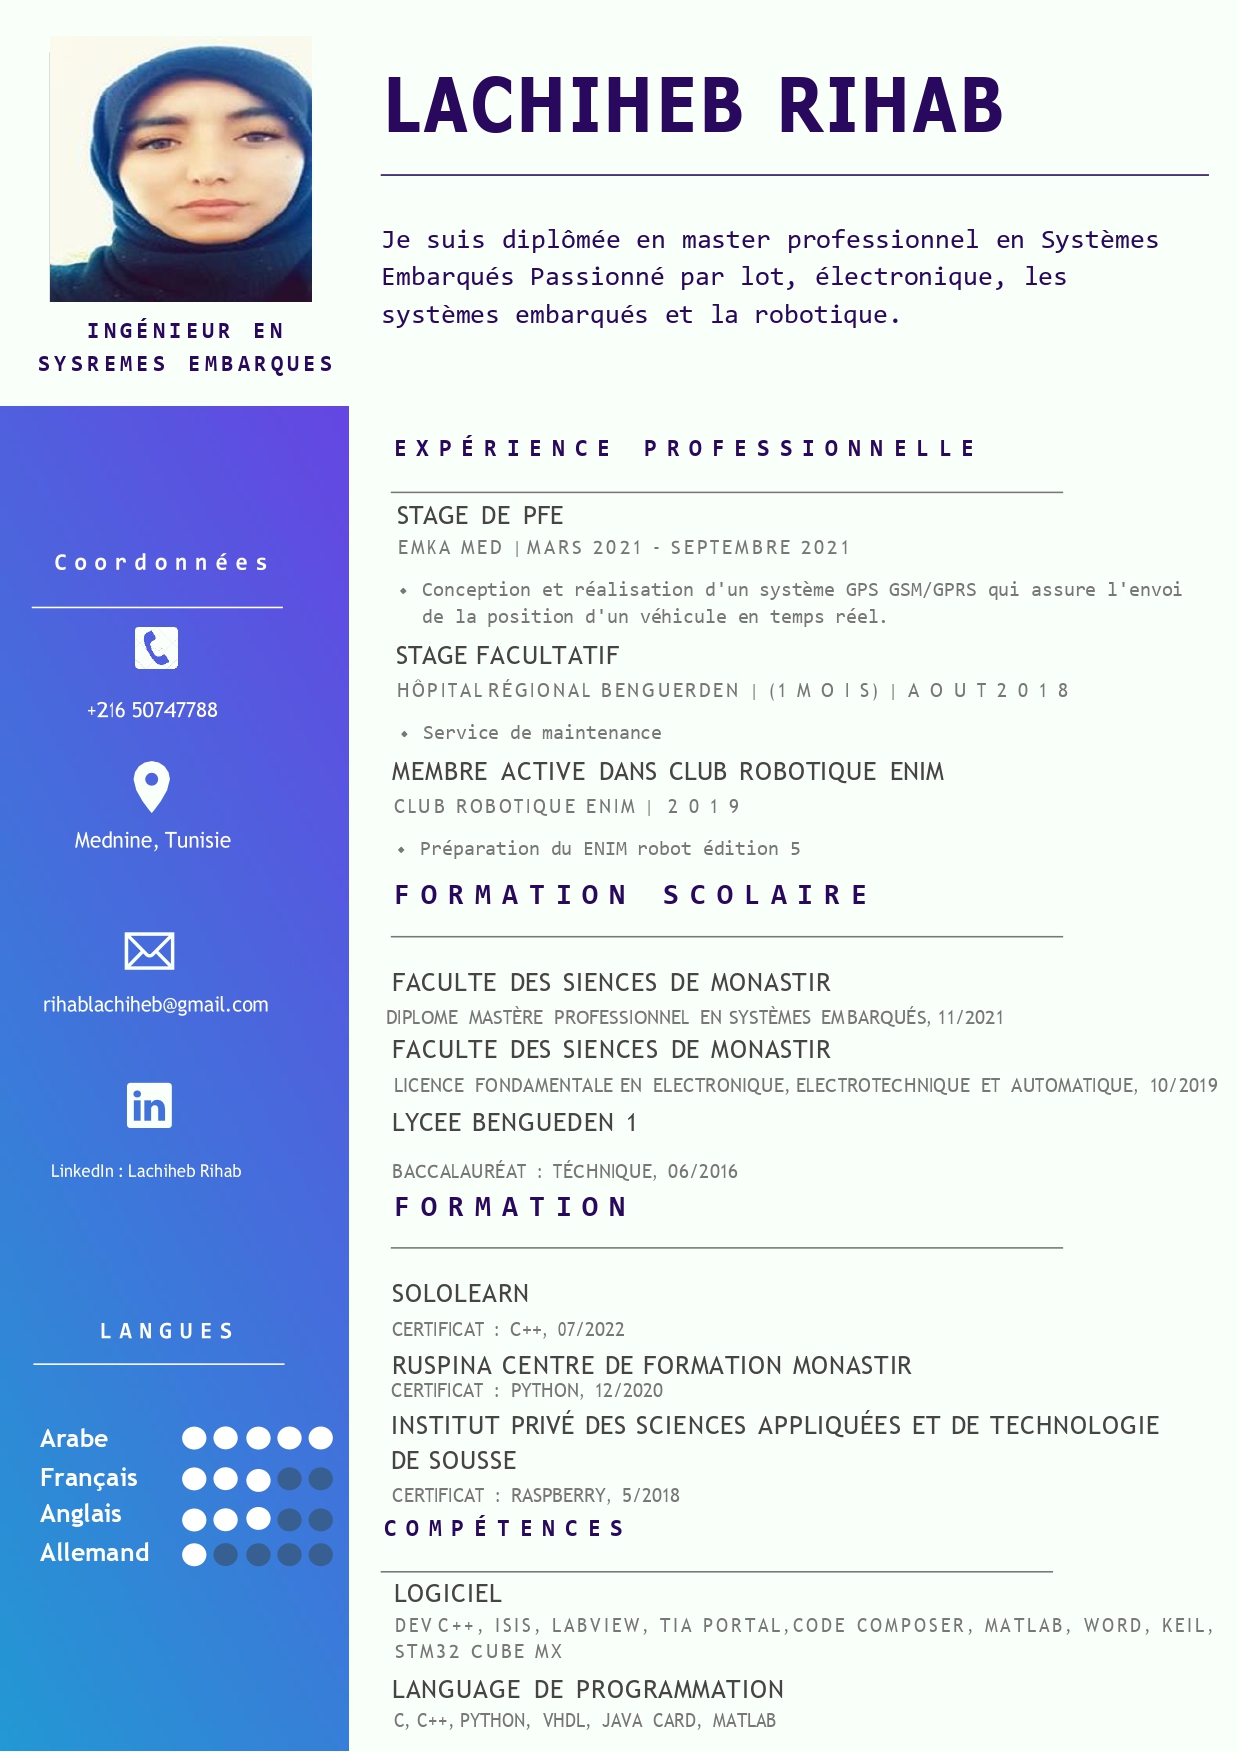 LACHIHEB RIHAB
Je suis diplômée en master professionnel en Systèmes
Embarqués Passionné par lot, électronique, les
systèmes embarqués et la robotique.
INGÉNIEUR EN
SYSREMES EMBARQUES
Coordonnées
+216 50747788
Mednine, Tunisie
rihablachiheb@gmail.com
in
LinkedIn : Lachiheb Rihab
LANGUES
Arabe
Français
Anglais
Allemand
EXPÉRIENCE PROFESSIONNELLE
STAGE DE PFE
EMKA MED | MARS 2021 - SEPTEMBRE 2021
• Conception et réalisation d'un système GPS GSM/GPRS qui assure l'envoi
de la position d'un véhicule en temps réel.
STAGE FACULTATIF
HÔPITAL RÉGIONAL BENGUERDEN | (1 MOIS) | AOUT 2018
• Service de maintenance
MEMBRE ACTIVE DANS CLUB ROBOTIQUE ENIM
CLUB ROBOTIQUE ENIM | 2019
• Préparation du ENIM robot édition 5
FORMATION SCOLAIRE
FACULTE DES SIENCES DE MONASTIR
DIPLOME MASTÈRE PROFESSIONNEL EN SYSTÈMES EMBARQUÉS, 11/2021
FACULTE DES SIENCES DE MONASTIR
LICENCE FONDAMENTALE EN ELECTRONIQUE, ELECTROTECHNIQUE ET AUTOMATIQUE, 10/2019
LYCEE BENGUEDEN 1
BACCALAURÉAT : TÉCHNIQUE, 06/2016
FORMATION
SOLOLEARN
CERTIFICAT : C++, 07/2022
RUSPINA CENTRE DE FORMATION MONASTIR
CERTIFICAT : PYTHON, 12/2020
INSTITUT PRIVÉ DES SCIENCES APPLIQUÉES ET DE TECHNOLOGIE
DE SOUSSE
CERTIFICAT : RASPBERRY, 5/2018
COMPÉTENCES
LOGICIEL
DEV C++, ISIS, LABVIEW, TIA PORTAL,CODE COMPOSER, MATLAB, WORD, KEIL,
STM32 CUBE MX
LANGUAGE DE PROGRAMMATION
C, C++, PYTHON, VHDL, JAVA CARD, MATLAB